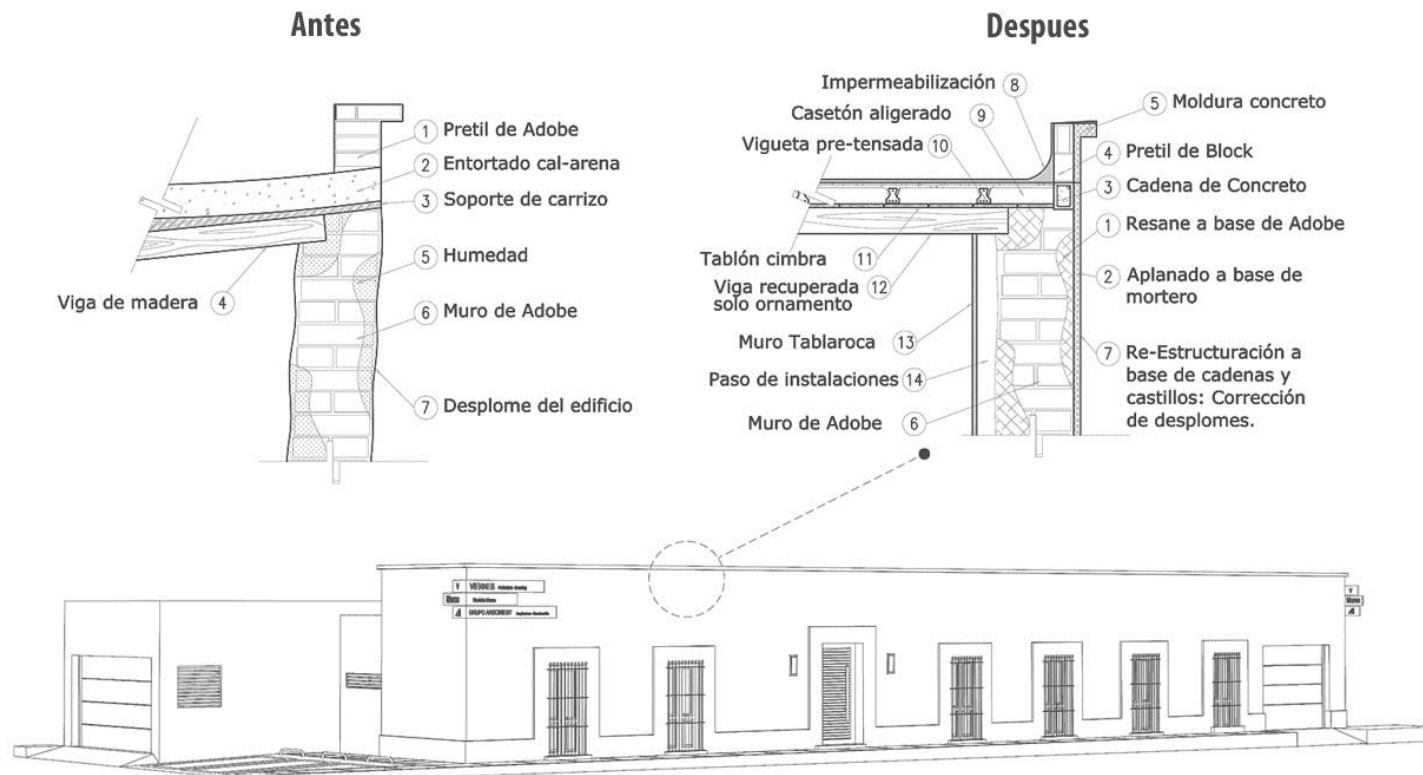 Antes
1 Pretil de Adobe
2 Entortado cal-arena
3 Soporte de carrizo
Viga de madera 4
5 Humedad
6 Muro de Adobe
7 Desplome del edificio
Despues
Impermeabilización 8
Casetón aligerado 9
Vigueta pre-tensada 10
5 Moldura concreto
4 Pretil de Block
3 Cadena de Concreto
1 Resane a base de Adobe
2 Aplanado a base de
mortero
Tablón cimbra 11
Viga recuperada 12
solo ornamento
Muro Tablaroca 13
Paso de instalaciones 14
Muro de Adobe 6
7 Re-Estructuración a
base de cadenas y
castillos: Corrección
de desplomes.
V VIERNES